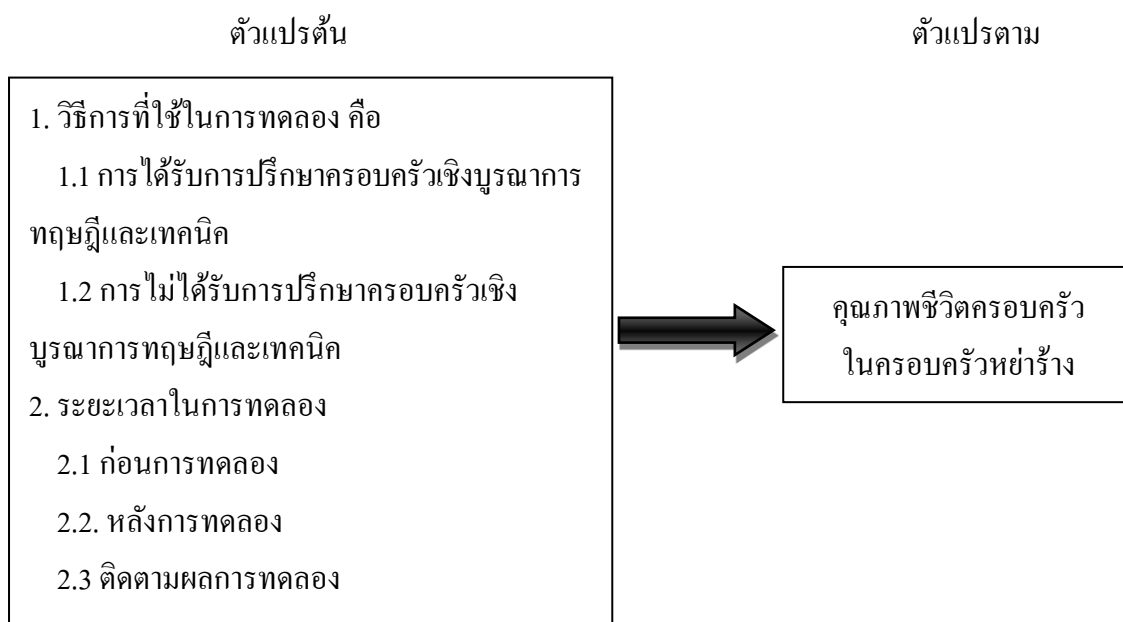 ตัวแปรต้น
ตัวแปรตาม
1. วิธีการที่ใช้ในการทดลอง คือ
1.1 การได้รับการปรึกษาครอบครัวเชิงบูรณาการ
ทฤษฎีและเทคนิค
1.2 การไม่ได้รับการปรึกษาครอบครัวเชิง
บูรณาการทฤษฎีและเทคนิค
2. ระยะเวลาในการทดลอง
2.1 ก่อนการทดลอง
2.2. หลังการทดลอง
2.3 ติดตามผลการทดลอง
คุณภาพชีวิตครอบครัว
ในครอบครัวหย่าร้าง